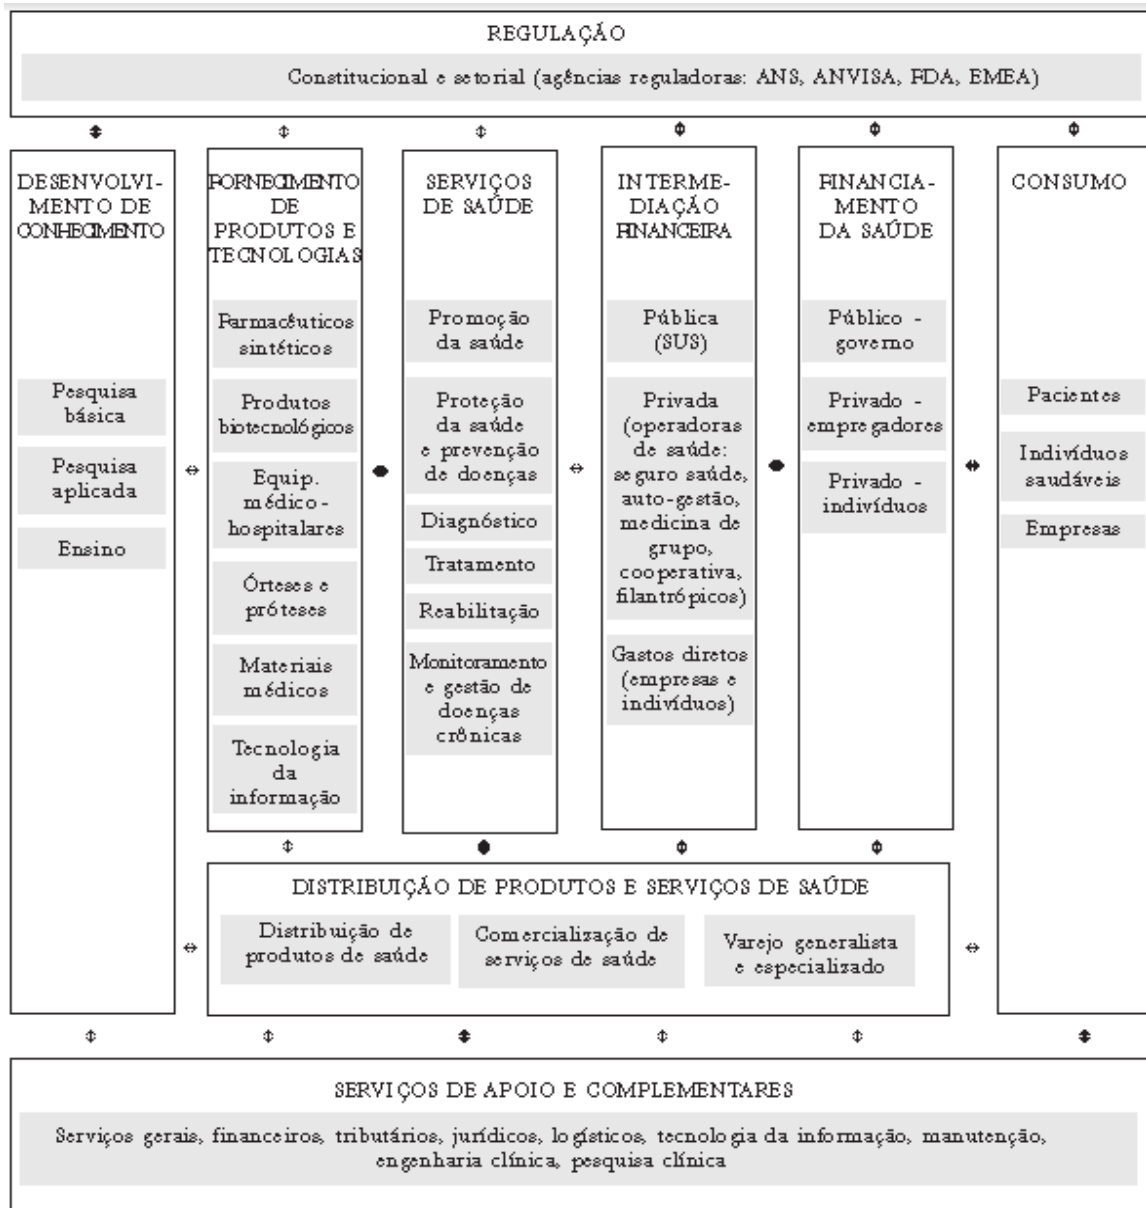 REGULAÇÃO
Constitucional e setorial (agências reguladoras: ANS, ANVISA, FDA, EMEA)
DESENVOLVI-
MENTO DE
CONHECIMENTO
Pesquisa
básica
Pesquisa
aplicada
Ensino
FORNECIMENTO
DE
PRODUTOS E
TECNOLOGIAS
Farmacêuticos
sintéticos
Produtos
biotecnológicos
Equip.
médico-
hospitalares
Órteses e
próteses
Materiais
médicos
Tecnologia
da
informação
SERVIÇOS
DE SAÚDE
Promoção
da saúde
Proteção
da saúde
e prevenção
de doenças
Diagnóstico
Tratamento
Reabilitação
Monitoramento
e gestão de
doenças
crônicas
INTERME-
DIAÇÃO
FINANCEIRA
Pública
(SUS)
Privada
(operadoras
de saúde:
seguro saúde,
auto-gestão,
medicina de
grupo,
cooperativa,
filantrópicos)
Gastos diretos
(empresas e
indivíduos)
FINANCIA-
MENTO
DA SAÚDE
Público -
governo
Privado -
empregadores
Privado -
indivíduos
CONSUMO
Pacientes
Indivíduos
saudáveis
Empresas
DISTRIBUIÇÃO DE PRODUTOS E SERVIÇOS DE SAÚDE
Distribuição de
produtos de saúde
Comercialização de
serviços de saúde
Varejo generalista
e especializado
SERVIÇOS DE APOIO E COMPLEMENTARES
Serviços gerais, financeiros, tributários, jurídicos, logísticos, tecnologia da informação, manutenção,
engenharia clínica, pesquisa clínica